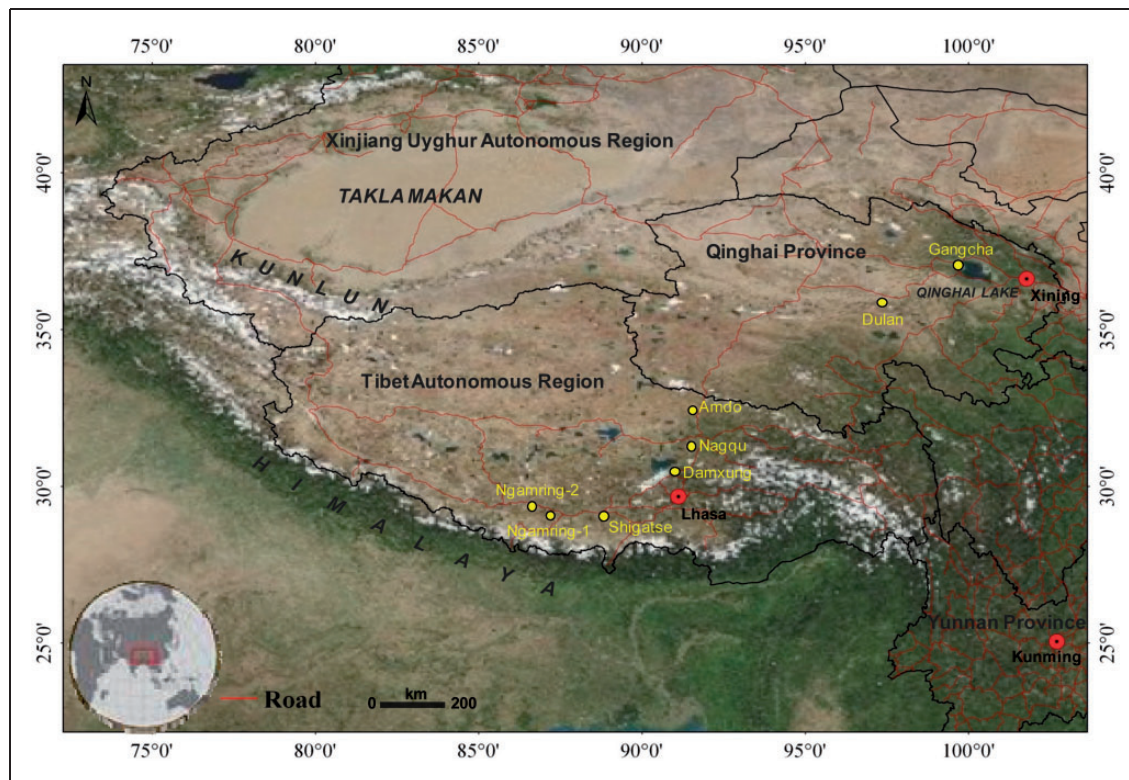 75°0'
80°0'
85°0'
90°0'
95°0'
100°0'
N
40°0'
40°0'
Xinjiang Uyghur Autonomous Region
TAKLA MAKAN
KUNLUN
Qinghai Province
Gangcha
QINGHAI LAKE
Xining
Dulan
35°0'
35°0'
Tibet Autonomous Region
Amdo
Nagqu
Damxung
30°0'
30°0'
Ngamring-2
Lhasa
Ngamring-1
Shigatse
HIMALAYA
Yunnan Province
25°0'
25°0'
Kunming
Road
km
0
200
75°0'
80°0'
85°0'
90°0'
95°0'
100°0'